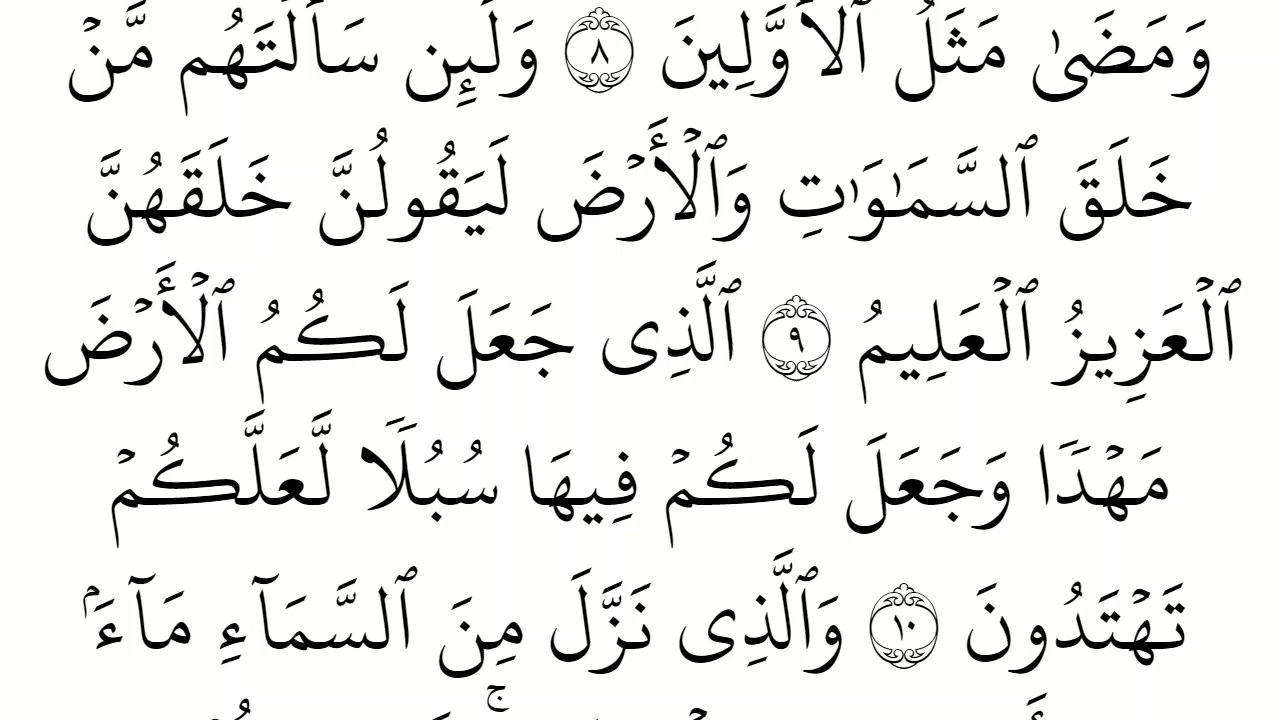 وَمَضَىٰ مَثَلُ ٱلْأَوَّلِينَ ٨ وَلَئِن سَأَلْتَهُم مَّنْ
خَلَقَ ٱلسَّمَـٰوَٰتِ وَٱلْأَرْضَ لَيَقُولُنَّ خَلَقَهُنَّ
ٱلْعَزِيزُ ٱلْعَلِيمُ ٩ ٱلَّذِى جَعَلَ لَكُمُ ٱلْأَرْضَ
مَهْدًا وَجَعَلَ لَكُمْ فِيهَا سُبُلًا لَّعَلَّكُمْ
تَهْتَدُونَ ١٠ وَٱلَّذِى نَزَّلَ مِنَ ٱلسَّمَآءِ مَآءًۢ